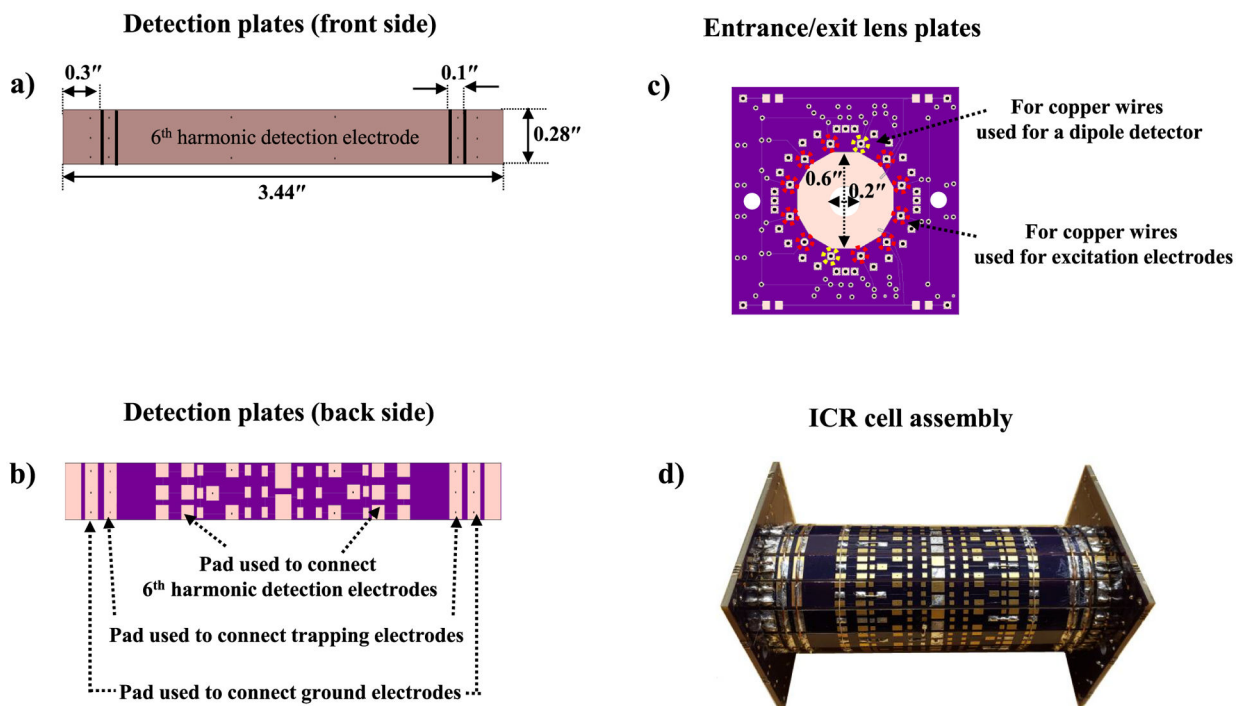 Detection plates (front side)
a)
0.3″
0.1″
6th harmonic detection electrode
0.28″
3.44″
Entrance/exit lens plates
c)
For copper wires
used for a dipole detector
0.6″
0.2″
For copper wires
used for excitation electrodes
Detection plates (back side)
b)
Pad used to connect
6th harmonic detection electrodes
Pad used to connect trapping electrodes
Pad used to connect ground electrodes
ICR cell assembly
d)